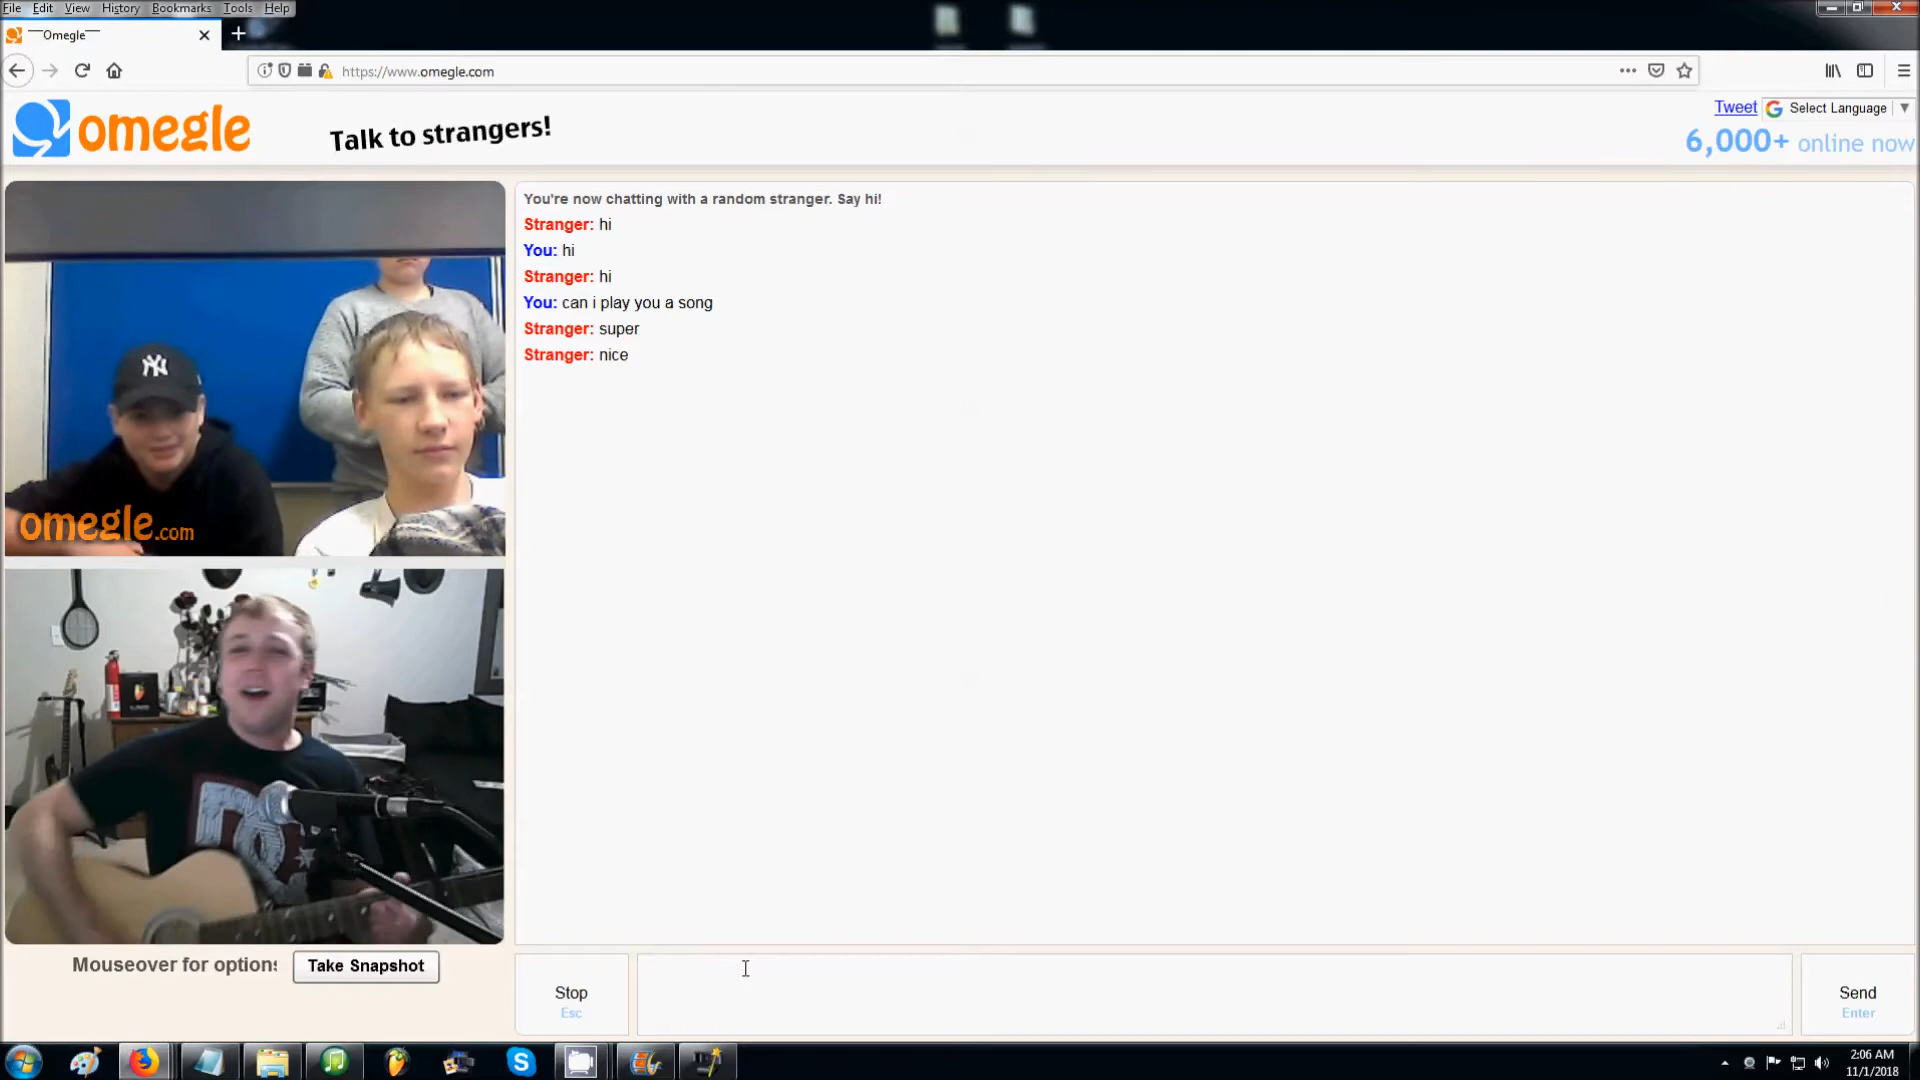 File Edit View History Bookmarks Tools Help
Omegle
https://www.omegle.com
omegle
Talk to strangers!
Tweet
Select Language
6,000+ online now
You're now chatting with a random stranger. Say hi!
Stranger: hi
You: hi
Stranger: hi
You: can i play you a song
Stranger: super
Stranger: nice
NY
omegle.com
DC
Mouseover for options
Take Snapshot
Stop
Esc
Send
Enter
2:06 AM
11/1/2018